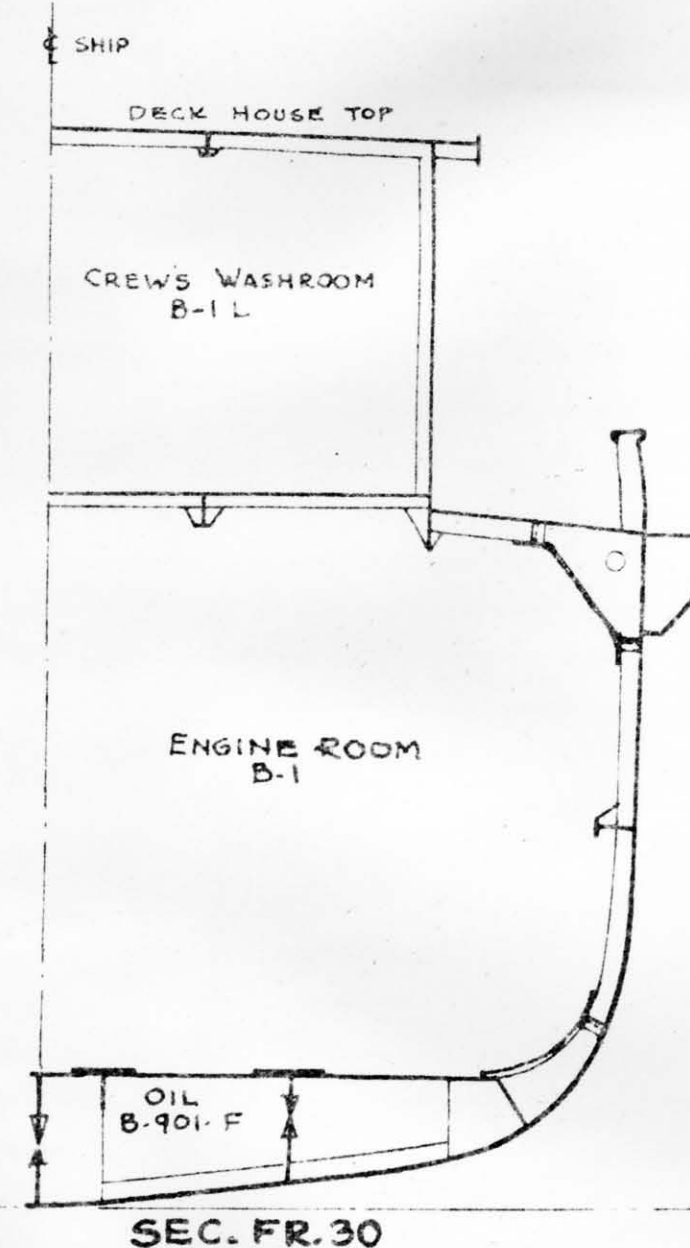 ℄ SHIP
DECK HOUSE TOP
CREW'S WASHROOM
B-1 L
ENGINE ROOM
B-1
OIL
B-901-F
SEC. FR. 30